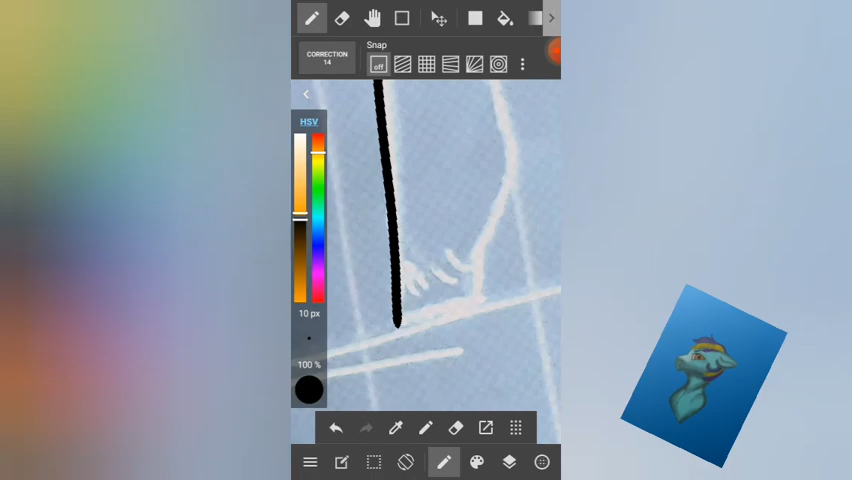 Snap
CORRECTION
14
off
HSV
10 px
100 %